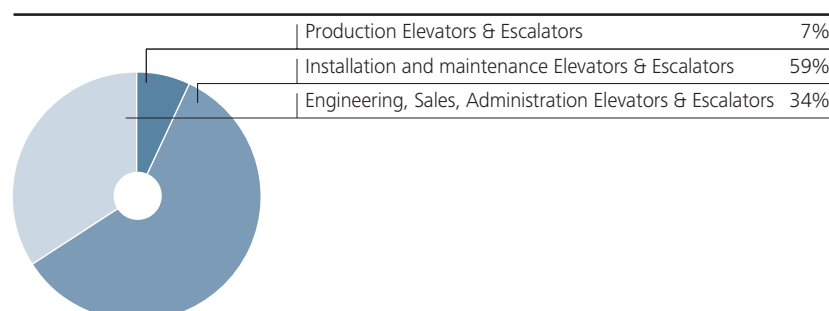 Production Elevators & Escalators 7%
Installation and maintenance Elevators & Escalators 59%
Engineering, Sales, Administration Elevators & Escalators 34%